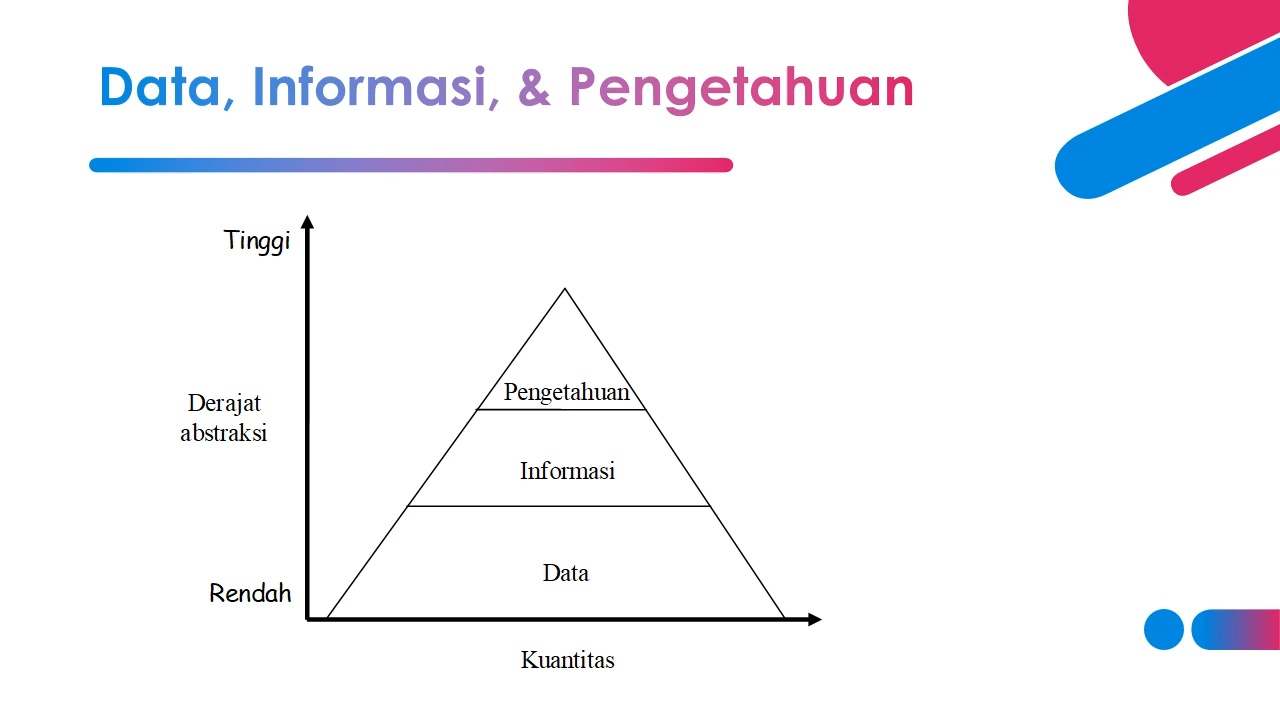 Data, Informasi, & Pengetahuan
Tinggi
Derajat
abstraksi
Rendah
Pengetahuan
Informasi
Data
Kuantitas